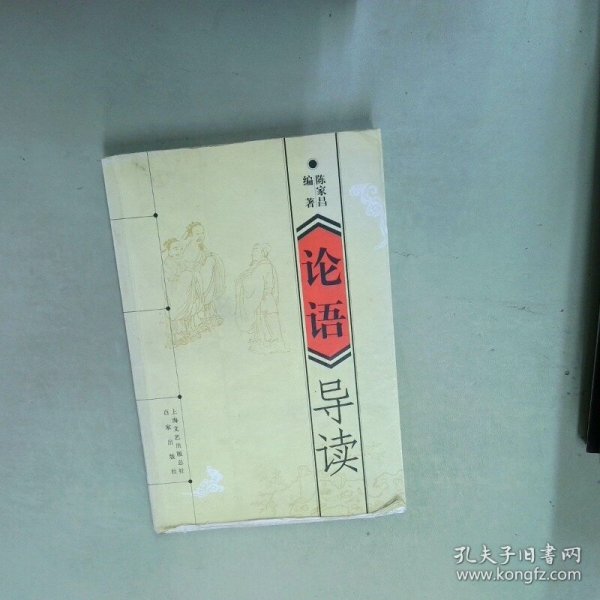 陈家昌
编著
《论语》
导读
上海文艺出版总社
百家出版社
孔夫子旧书网
www.kongfz.com